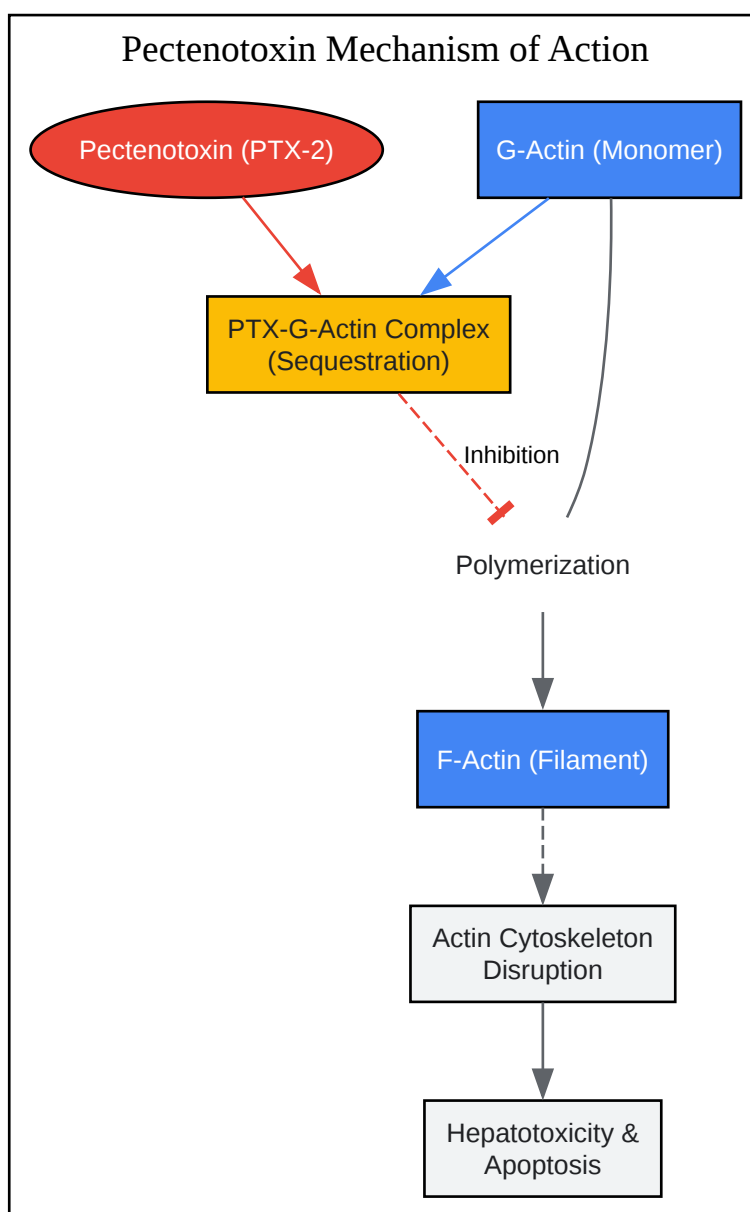 Pectenotoxin Mechanism of Action
Pectenotoxin (PTX-2)
G-Actin (Monomer)
PTX-G-Actin Complex
(Sequestration)
Inhibition
Polymerization
F-Actin (Filament)
Actin Cytoskeleton
Disruption
Hepatotoxicity &
Apoptosis